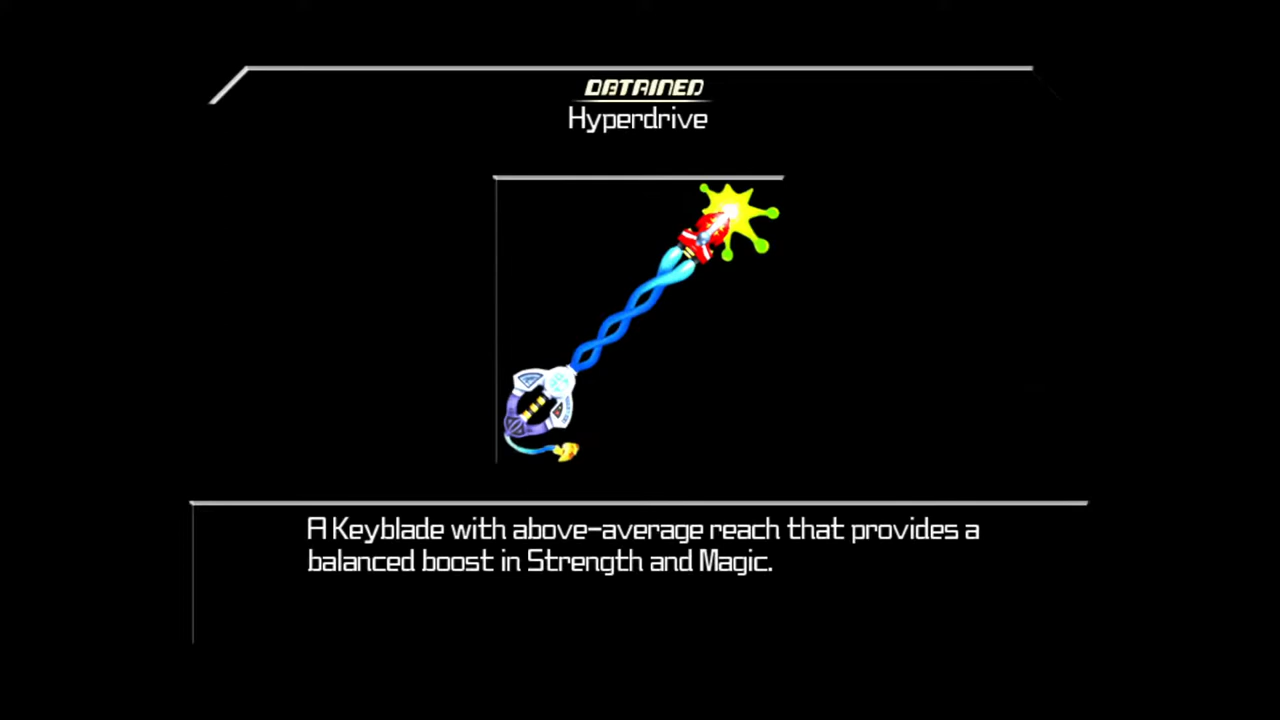 OBTAINED
Hyperdrive
A Keyblade with above-average reach that provides a
balanced boost in Strength and Magic.